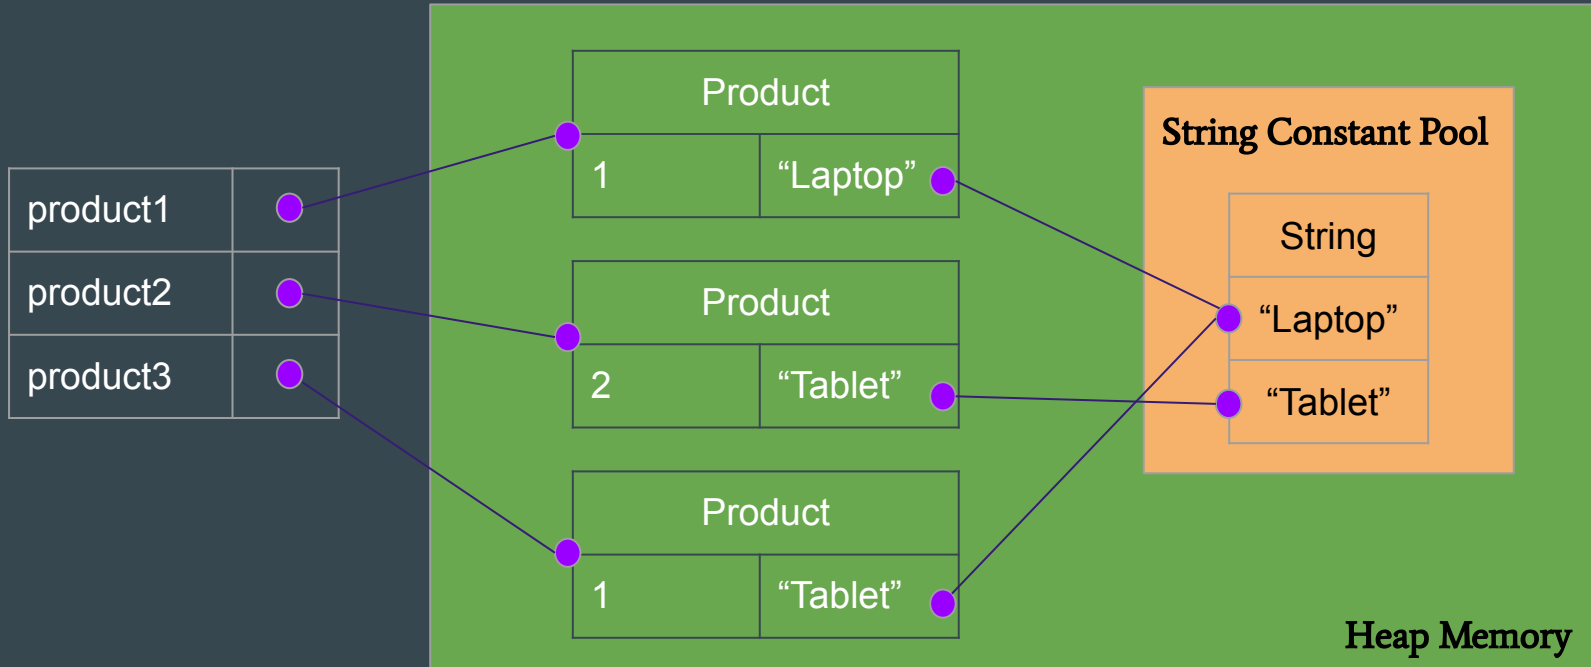 product1
product2
product3
Product
1 “Laptop”
Product
2 “Tablet”
Product
1 “Tablet”
String Constant Pool
String
“Laptop”
“Tablet”
Heap Memory